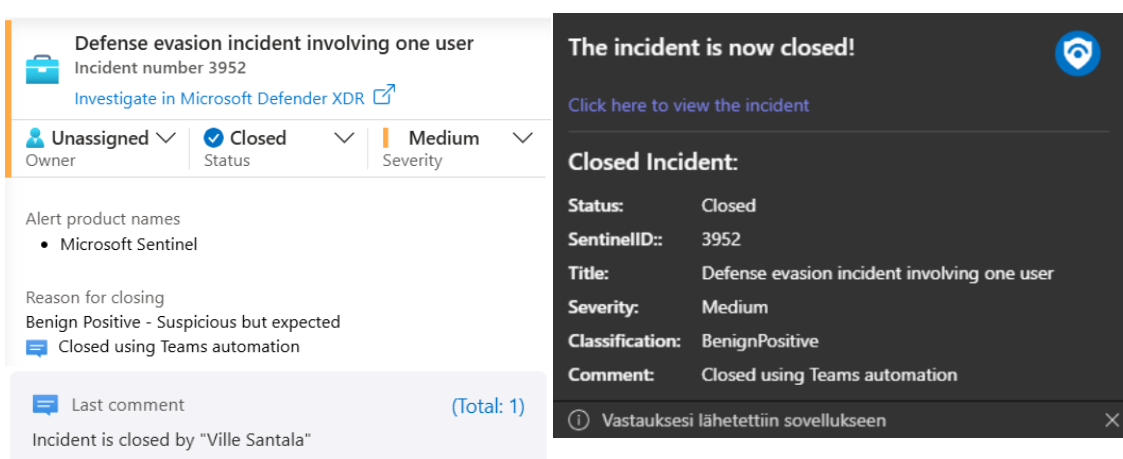 Defense evasion incident involving one user
Incident number 3952
Investigate in Microsoft Defender XDR
Unassigned
Owner
Closed
Status
Medium
Severity
Alert product names
• Microsoft Sentinel
Reason for closing
Benign Positive - Suspicious but expected
Closed using Teams automation
Last comment (Total: 1)
Incident is closed by "Ville Santala"
The incident is now closed!
Click here to view the incident
Closed Incident:
Status: Closed
SentinelID:: 3952
Title: Defense evasion incident involving one user
Severity: Medium
Classification: BenignPositive
Comment: Closed using Teams automation
Vastauksesi lähetettiin sovellukseen